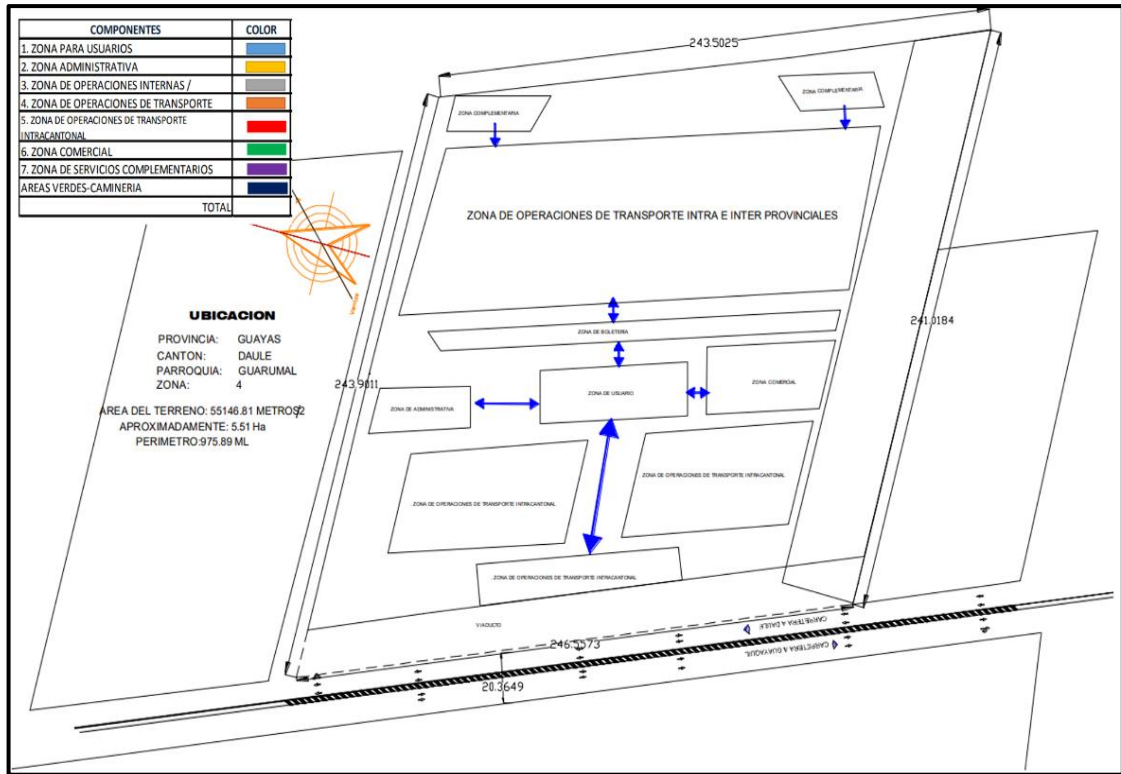 COMPONENTES COLOR
1. ZONA PARA USUARIOS
2. ZONA ADMINISTRATIVA
3. ZONA DE OPERACIONES INTERNAS /
4. ZONA DE OPERACIONES DE TRANSPORTE
5. ZONA DE OPERACIONES DE TRANSPORTE
INTRACANTONAL
6. ZONA COMERCIAL
7. ZONA DE SERVICIOS COMPLEMENTARIOS
AREAS VERDES-CAMINERIA
TOTAL
243.5025
ZONA COMPLEMENTARIA
ZONA COMPLEMENTARIA
ZONA DE OPERACIONES DE TRANSPORTE INTRA E INTER PROVINCIALES
UBICACION
PROVINCIA: GUAYAS
CANTON: DAULE
PARROQUIA: GUARUMAL
ZONA: 4
AREA DEL TERRENO: 55146.81 METROS2
APROXIMADAMENTE: 5.51 Ha
PERIMETRO:975.89 ML
243.9011
241.0184
ZONA DE BOLETERIA
ZONA DE USUARIO
ZONA COMERCIAL
ZONA DE ADMINISTRATIVA
ZONA DE OPERACIONES DE TRANSPORTE INTRACANTONAL
ZONA DE OPERACIONES DE TRANSPORTE INTRACANTONAL
ZONA DE OPERACIONES DE TRANSPORTE INTRACANTONAL
VIADUCTO
CARRETERA A DAULE
246.5573
CARRETERA A GUAYAQUIL
20.3649